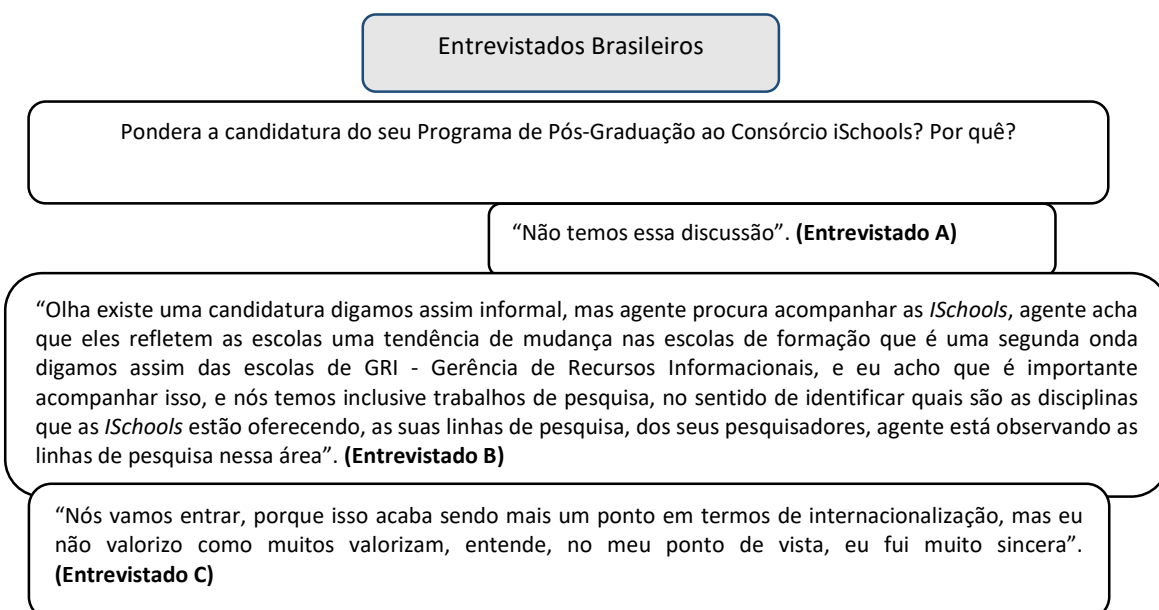 Entrevistados Brasileiros
Pondera a candidatura do seu Programa de Pós-Graduação ao Consórcio iSchools? Por quê?
“Não temos essa discussão”. (Entrevistado A)
“Olha existe uma candidatura digamos assim informal, mas agente procura acompanhar as ISchools, agente acha
que eles refletem as escolas uma tendência de mudança nas escolas de formação que é uma segunda onda
digamos assim das escolas de GRI - Gerência de Recursos Informacionais, e eu acho que é importante
acompanhar isso, e nós temos inclusive trabalhos de pesquisa, no sentido de identificar quais são as disciplinas
que as ISchools estão oferecendo, as suas linhas de pesquisa, dos seus pesquisadores, agente está observando as
linhas de pesquisa nessa área”. (Entrevistado B)
“Nós vamos entrar, porque isso acaba sendo mais um ponto em termos de internacionalização, mas eu
não valorizo como muitos valorizam, entende, no meu ponto de vista, eu fui muito sincera”.
(Entrevistado C)